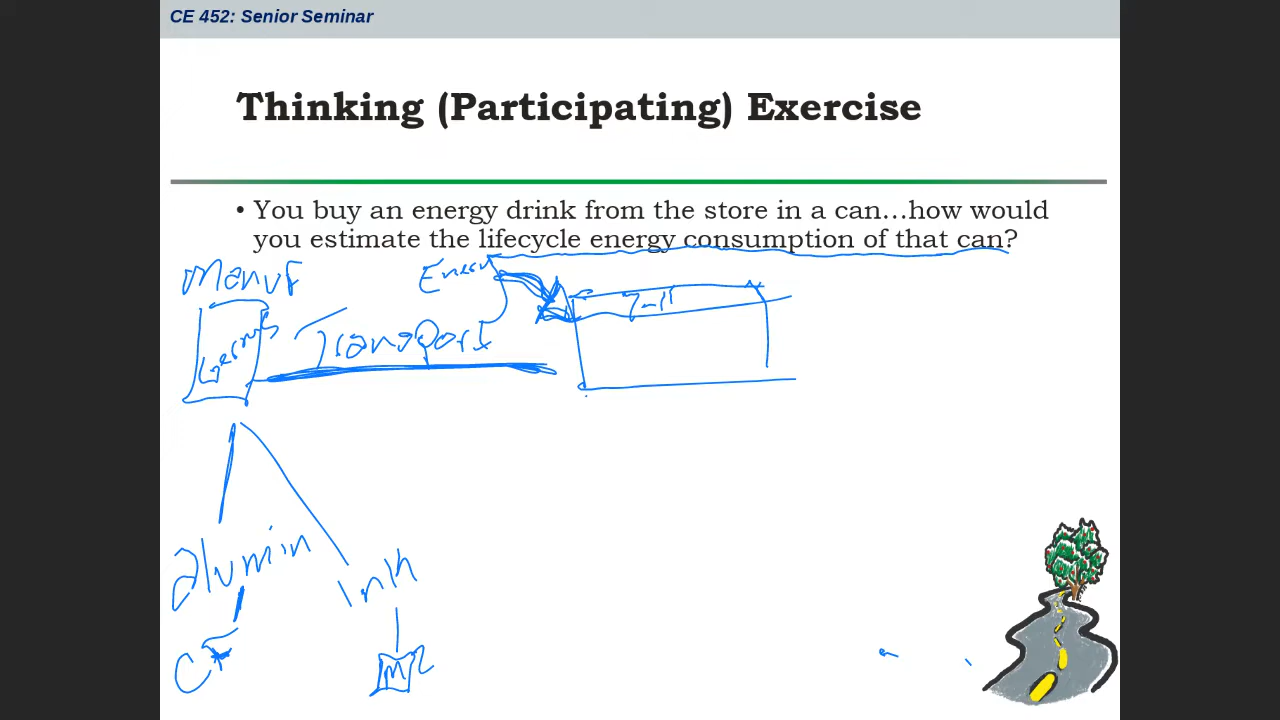 CE 452: Senior Seminar
Thinking (Participating) Exercise
• You buy an energy drink from the store in a can…how would
you estimate the lifecycle energy consumption of that can?
Manuf
Energy
Transport
alumin
Ink